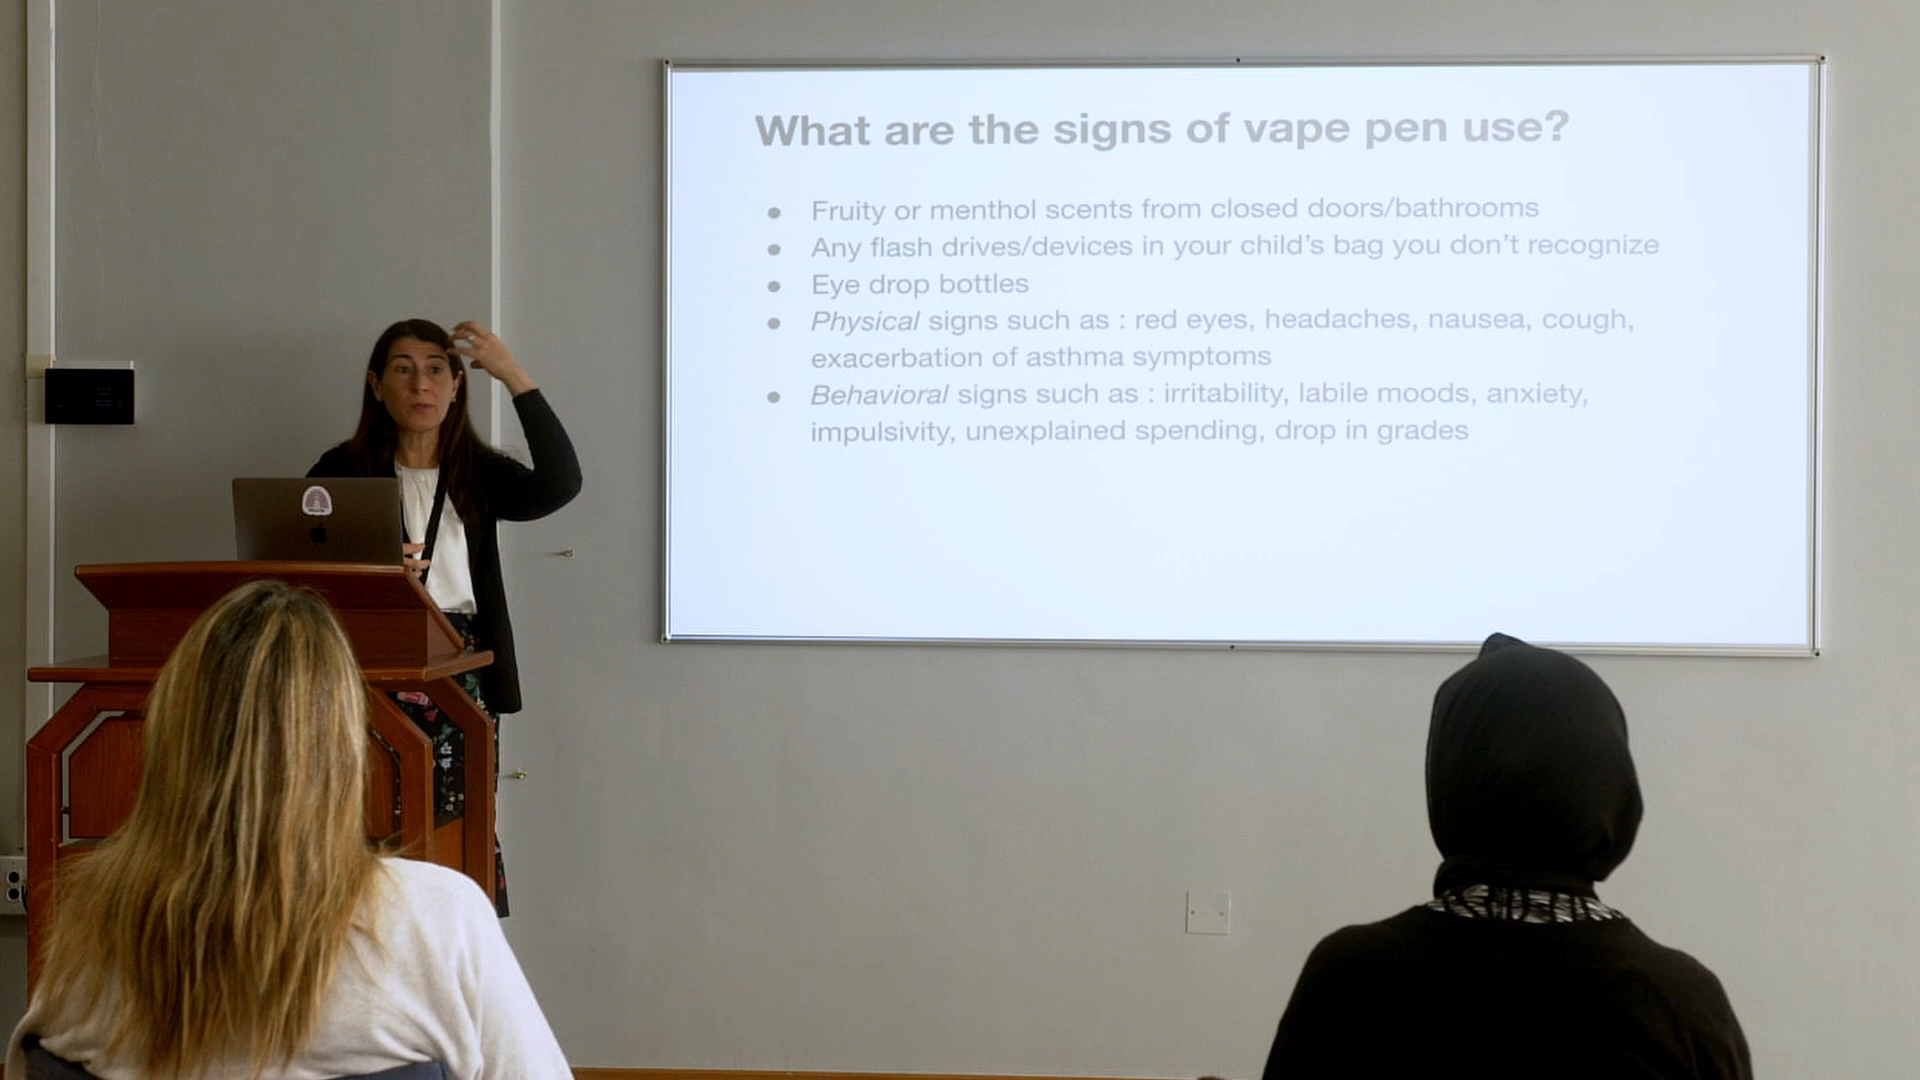 What are the signs of vape pen use?
● Fruity or menthol scents from closed doors/bathrooms
● Any flash drives/devices in your child’s bag you don’t recognize
● Eye drop bottles
● Physical signs such as : red eyes, headaches, nausea, cough,
exacerbation of asthma symptoms
● Behavioral signs such as : irritability, labile moods, anxiety,
impulsivity, unexplained spending, drop in grades